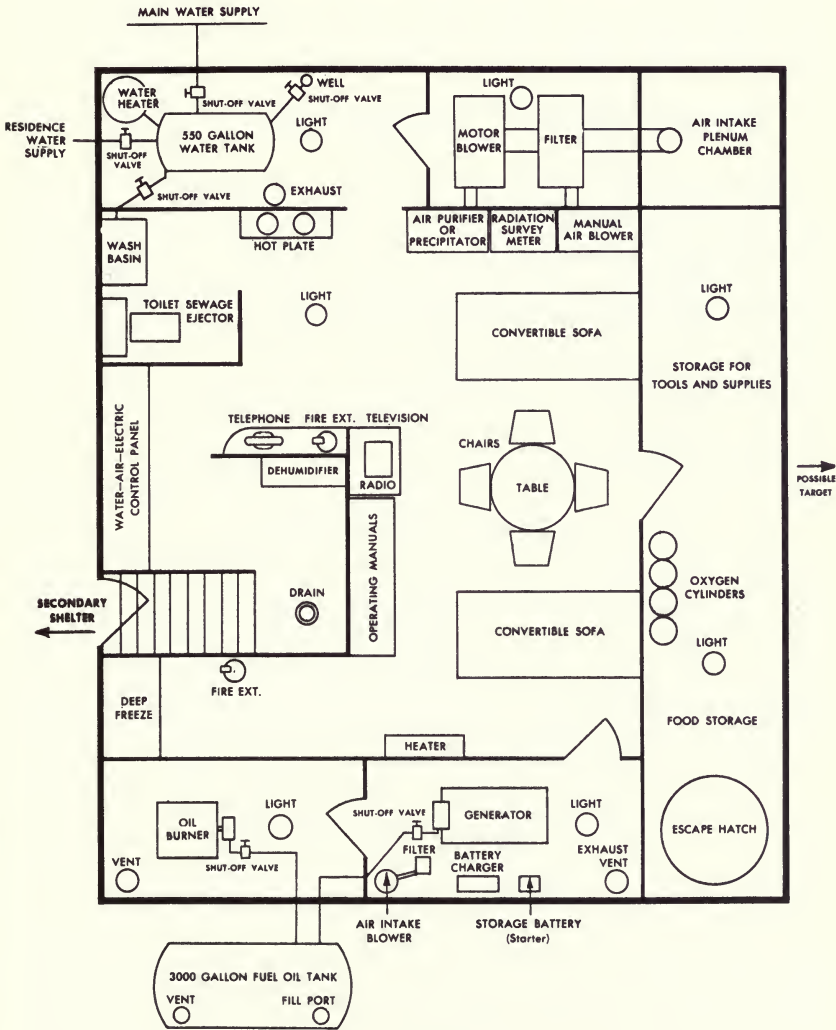 MAIN WATER SUPPLY
WATER
HEATER
SHUT-OFF VALVE
WELL
SHUT-OFF VALVE
LIGHT
RESIDENCE
WATER
SUPPLY
SHUT-OFF
VALVE
550 GALLON
WATER TANK
LIGHT
MOTOR
BLOWER
FILTER
AIR INTAKE
PLENUM
CHAMBER
SHUT-OFF VALVE
EXHAUST
WASH
BASIN
HOT PLATE
AIR PURIFIER
OR
PRECIPITATOR
RADIATION
SURVEY
METER
MANUAL
AIR BLOWER
TOILET SEWAGE
EJECTOR
LIGHT
LIGHT
CONVERTIBLE SOFA
STORAGE FOR
TOOLS AND SUPPLIES
WATER—AIR—ELECTRIC
CONTROL PANEL
TELEPHONE
FIRE EXT.
TELEVISION
DEHUMIDIFIER
RADIO
CHAIRS
TABLE
POSSIBLE
TARGET
OPERATING MANUALS
SECONDARY
SHELTER
DRAIN
OXYGEN
CYLINDERS
CONVERTIBLE SOFA
LIGHT
FIRE EXT.
DEEP
FREEZE
FOOD STORAGE
HEATER
OIL
BURNER
LIGHT
SHUT-OFF VALVE
GENERATOR
LIGHT
ESCAPE HATCH
SHUT-OFF VALVE
VENT
FILTER
BATTERY
CHARGER
EXHAUST
VENT
AIR INTAKE
BLOWER
STORAGE BATTERY
(Starter)
3000 GALLON FUEL OIL TANK
VENT
FILL PORT